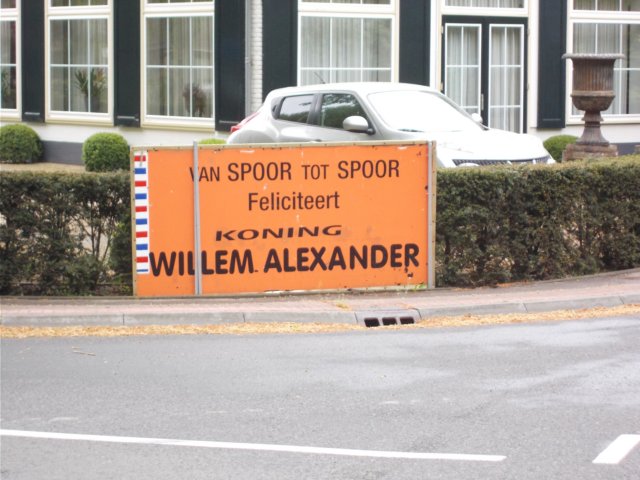 VAN SPOOR TOT SPOOR
Feliciteert
KONING
WILLEM ALEXANDER